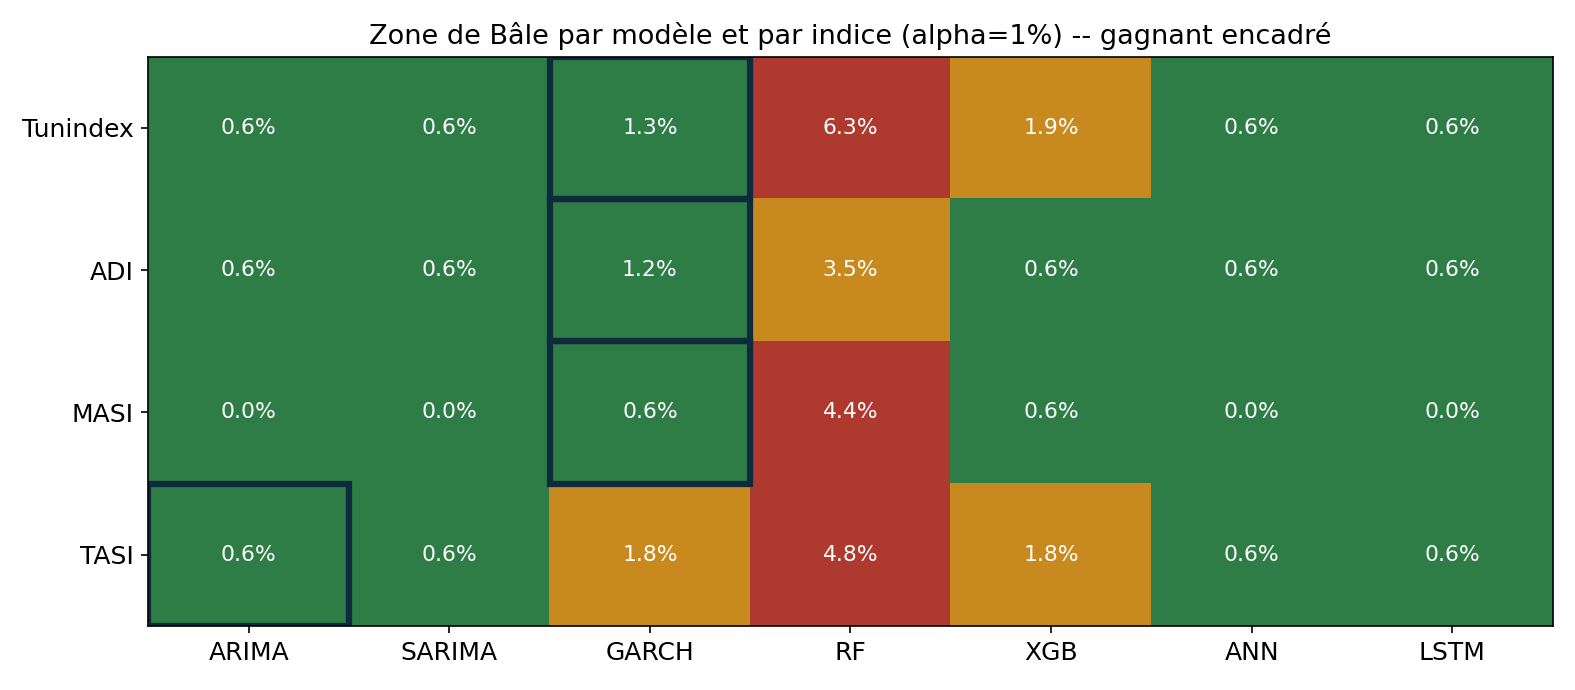 Zone de Bâle par modèle et par indice (alpha=1%) -- gagnant encadré
Tunindex 0.6% 0.6% 1.3% 6.3% 1.9% 0.6% 0.6%
ADI 0.6% 0.6% 1.2% 3.5% 0.6% 0.6% 0.6%
MASI 0.0% 0.0% 0.6% 4.4% 0.6% 0.0% 0.0%
TASI 0.6% 0.6% 1.8% 4.8% 1.8% 0.6% 0.6%
ARIMA SARIMA GARCH RF XGB ANN LSTM